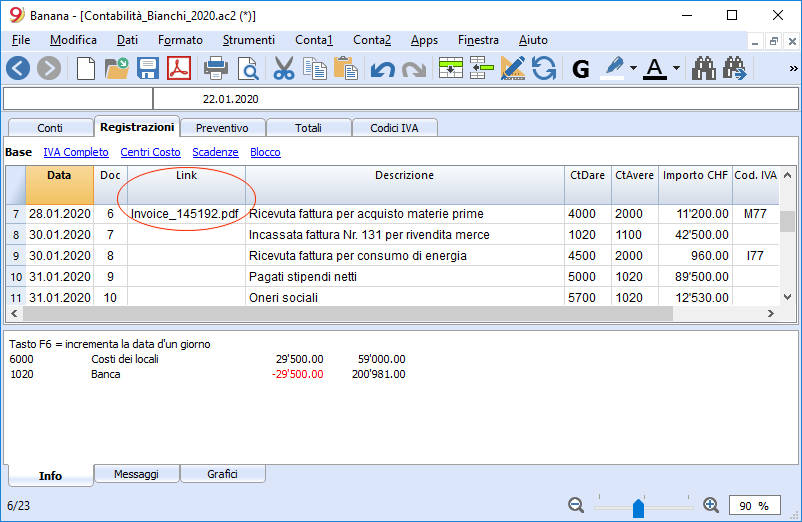 Banana - [Contabilità_Bianchi_2020.ac2 (*)]
File Modifica Dati Formato Strumenti Conta1 Conta2 Apps Finestra Aiuto
G A »
22.01.2020
Conti Registrazioni Preventivo Totali Codici IVA
Base IVA Completo Centri Costo Scadenze Blocco
Data Doc Link Descrizione CtDare CtAvere Importo CHF Cod. IVA
7 28.01.2020 6 Invoice_145192.pdf Ricevuta fattura per acquisto materie prime 4000 2000 11'200.00 M77
8 30.01.2020 7 Incassata fattura Nr. 131 per rivendita merce 1020 1100 42'500.00
9 30.01.2020 8 Ricevuta fattura per consumo di energia 4500 2000 960.00 I77
10 31.01.2020 9 Pagati stipendi netti 5000 1020 89'500.00
11 31.01.2020 10 Oneri sociali 5700 1020 12'530.00
Tasto F6 = incrementa la data d'un giorno
6000 Costi dei locali 29'500.00 59'000.00
1020 Banca -29'500.00 200'981.00
Info Messaggi Grafici
6/23 90 %